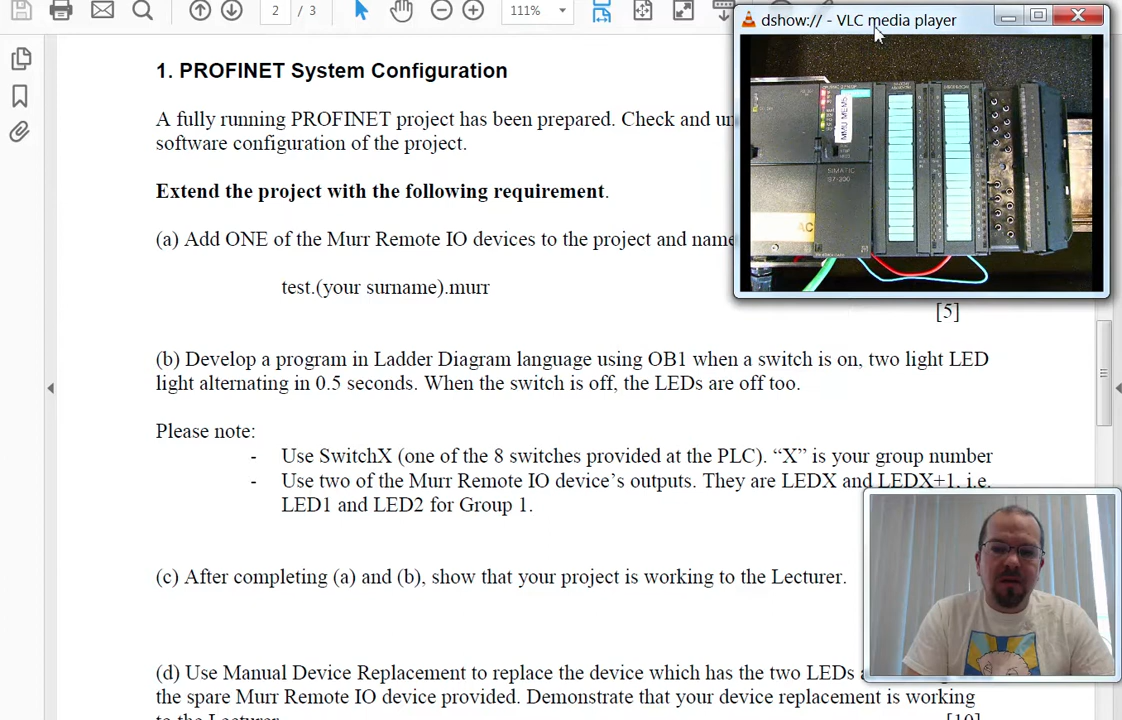 2 / 3
111%
dshow:// - VLC media player
1. PROFINET System Configuration
A fully running PROFINET project has been prepared. Check and
software configuration of the project.
Extend the project with the following requirement.
(a) Add ONE of the Murr Remote IO devices to the project and name
test.(your surname).murr
[5]
(b) Develop a program in Ladder Diagram language using OB1 when a switch is on, two light LED
light alternating in 0.5 seconds. When the switch is off, the LEDs are off too.
Please note:
- Use SwitchX (one of the 8 switches provided at the PLC). “X” is your group number
- Use two of the Murr Remote IO device’s outputs. They are LEDX and LEDX+1, i.e.
LED1 and LED2 for Group 1.
(c) After completing (a) and (b), show that your project is working to the Lecturer.
(d) Use Manual Device Replacement to replace the device which has the two LEDs
the spare Murr Remote IO device provided. Demonstrate that your device replacement is working
to the Lecturer
[10]
SIMATIC
S7-300
AC